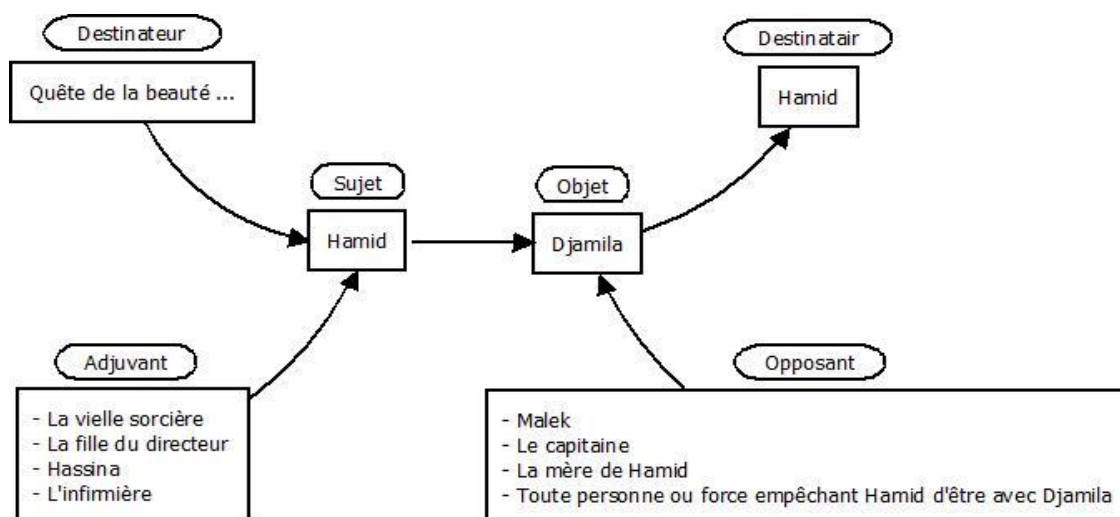 Destinateur
Destinatair
Quête de la beauté ...
Hamid
Sujet
Objet
Hamid
Djamila
Adjuvant
Opposant
- La vielle sorcière
- La fille du directeur
- Hassina
- L'infirmière
- Malek
- Le capitaine
- La mère de Hamid
- Toute personne ou force empêchant Hamid d'être avec Djamila